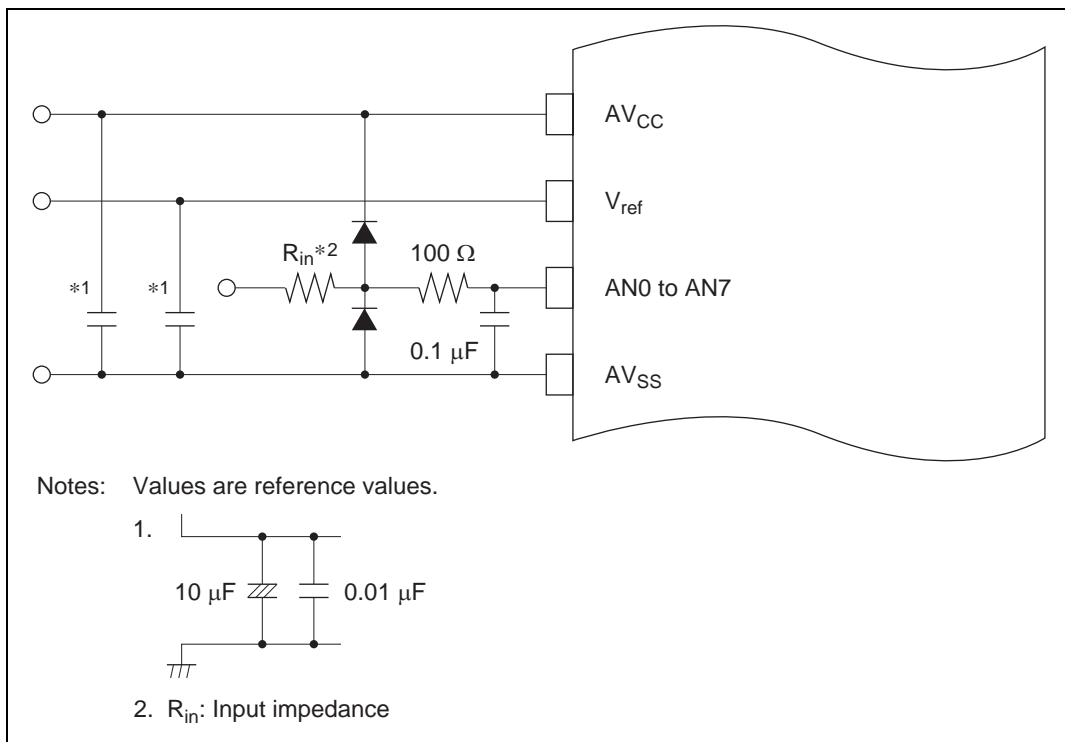 AVCC
Vref
Rin*2
100 Ω
*1
*1
AN0 to AN7
0.1 μF
AVSS
Notes: Values are reference values.
1.
10 μF
0.01 μF
2. Rin: Input impedance